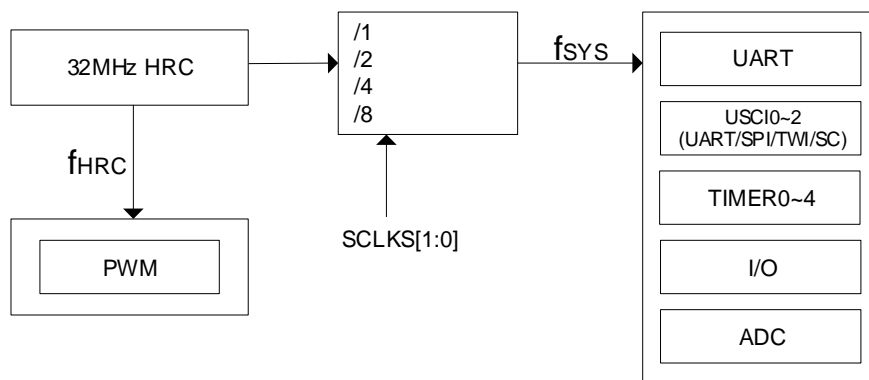 32MHz HRC
fHRC
PWM
/1
/2
/4
/8
SCLKS[1:0]
fSYS
UART
USCI0~2
(UART/SPI/TWI/SC)
TIMER0~4
I/O
ADC